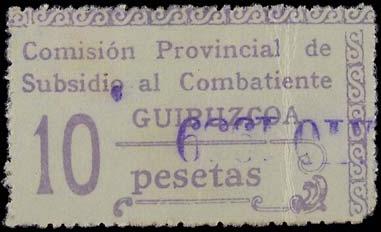 Comisión Provincial de
Subsidio al Combatiente
GUIPUZCOA
10
pesetas